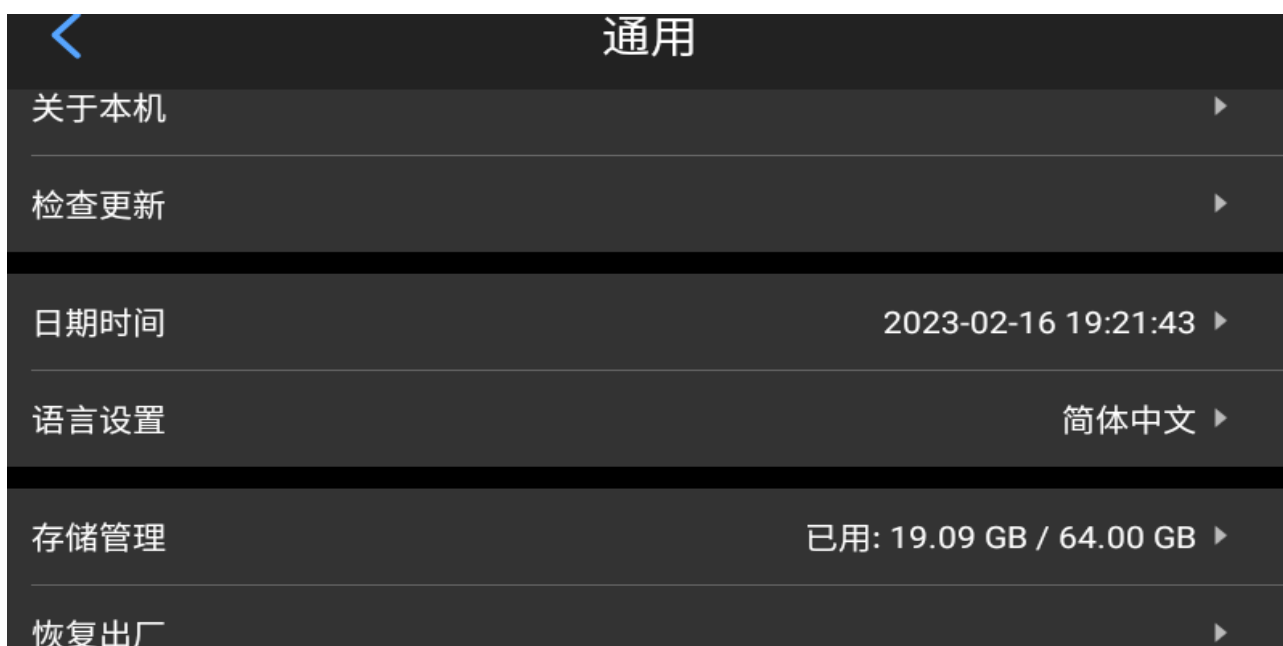 通用
关于本机
检查更新
日期时间 2023-02-16 19:21:43
语言设置 简体中文
存储管理 已用: 19.09 GB / 64.00 GB
恢复出厂